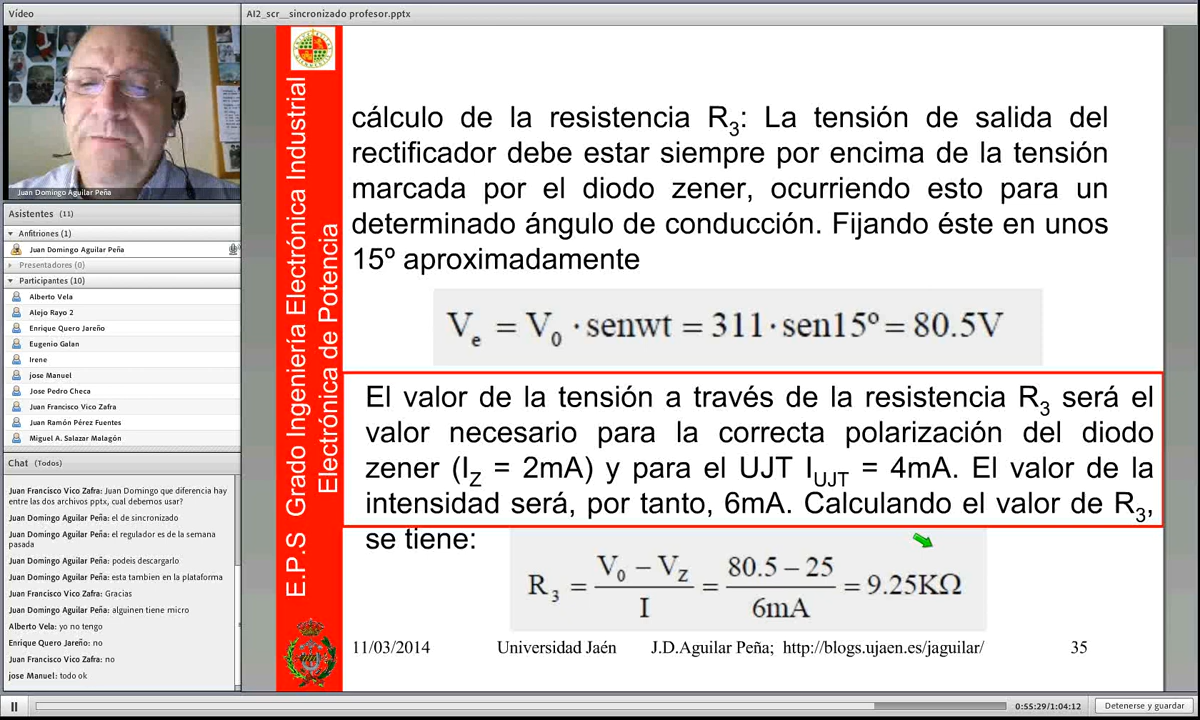 Vídeo
AI2_scr__sincronizado profesor.pptx
Juan Domingo Aguilar Peña
Asistentes (11)
Anfitriones (1)
Juan Domingo Aguilar Peña
Presentadores (0)
Participantes (10)
Alberto Vela
Alejo Rayo 2
Enrique Quero Jareño
Eugenio Galan
Irene
jose Manuel
Jose Pedro Checa
Juan Francisco Vico Zafra
Juan Ramón Pérez Fuentes
Miguel A. Salazar Malagón
Chat (Todos)
Juan Francisco Vico Zafra: Juan Domingo que diferencia hay
entre las dos archivos pptx, cual debemos usar?
Juan Domingo Aguilar Peña: el de sincronizado
Juan Domingo Aguilar Peña: el regulador es de la semana
pasada
Juan Domingo Aguilar Peña: podeis descargarlo
Juan Domingo Aguilar Peña: esta tambien en la plataforma
Juan Francisco Vico Zafra: Gracias
Juan Domingo Aguilar Peña: alguinen tiene micro
Alberto Vela: yo no tengo
Enrique Quero Jareño: no
Juan Francisco Vico Zafra: no
jose Manuel: todo ok
E.P.S Grado Ingeniería Electrónica Industrial
Electrónica de Potencia
cálculo de la resistencia R3: La tensión de salida del
rectificador debe estar siempre por encima de la tensión
marcada por el diodo zener, ocurriendo esto para un
determinado ángulo de conducción. Fijando éste en unos
15º aproximadamente
Ve = V0 · senwt = 311 · sen15º = 80.5V
El valor de la tensión a través de la resistencia R3 será el
valor necesario para la correcta polarización del diodo
zener (IZ = 2mA) y para el UJT IUJT = 4mA. El valor de la
intensidad será, por tanto, 6mA. Calculando el valor de R3,
se tiene:
R3 = (V0 − VZ) / I = (80.5 − 25) / 6mA = 9.25KΩ
11/03/2014 Universidad Jaén J.D.Aguilar Peña; http://blogs.ujaen.es/jaguilar/ 35
0:55:29/1:04:12 Detenerse y guardar